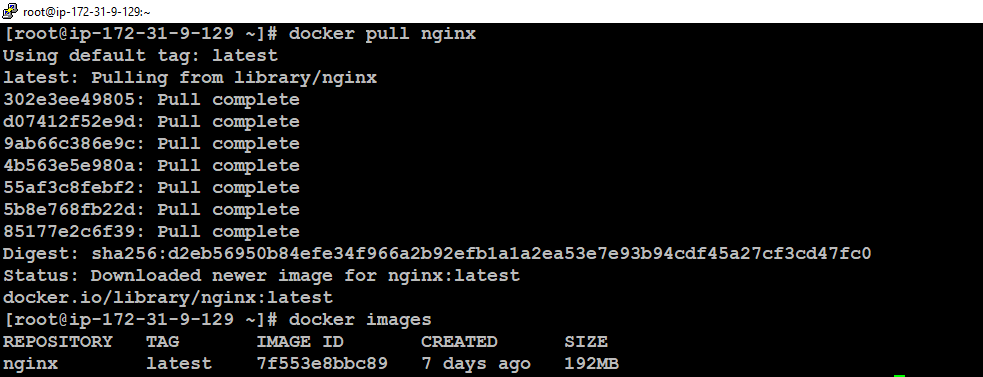 root@ip-172-31-9-129:~
[root@ip-172-31-9-129 ~]# docker pull nginx
Using default tag: latest
latest: Pulling from library/nginx
302e3ee49805: Pull complete
d07412f52e9d: Pull complete
9ab66c386e9c: Pull complete
4b563e5e980a: Pull complete
55af3c8febf2: Pull complete
5b8e768fb22d: Pull complete
85177e2c6f39: Pull complete
Digest: sha256:d2eb56950b84efe34f966a2b92efb1a1a2ea53e7e93b94cdf45a27cf3cd47fc0
Status: Downloaded newer image for nginx:latest
docker.io/library/nginx:latest
[root@ip-172-31-9-129 ~]# docker images
REPOSITORY   TAG       IMAGE ID       CREATED      SIZE
nginx        latest    7f553e8bbc89   7 days ago   192MB